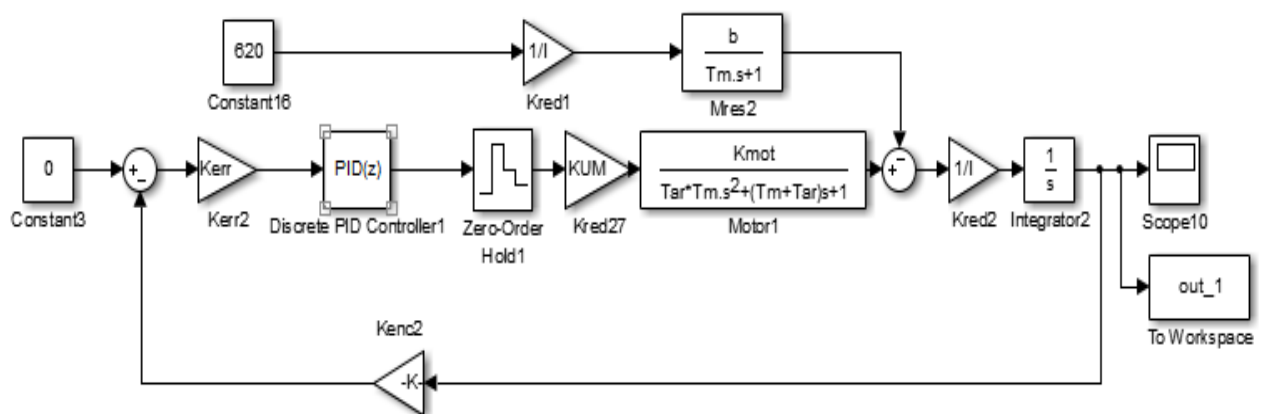 620
Constant16
1/I
Kred1
b
Tm.s+1
Mres2
0
Constant3
+
-
Kerr
Kerr2
PID(z)
Discrete PID Controller1
Zero-Order
Hold1
KUM
Kred27
Kmot
Tar*Tm.s2+(Tm+Tar)s+1
Motor1
+
-
1/I
Kred2
1
s
Integrator2
Scope10
out_1
To Workspace
Kenc2
-K-